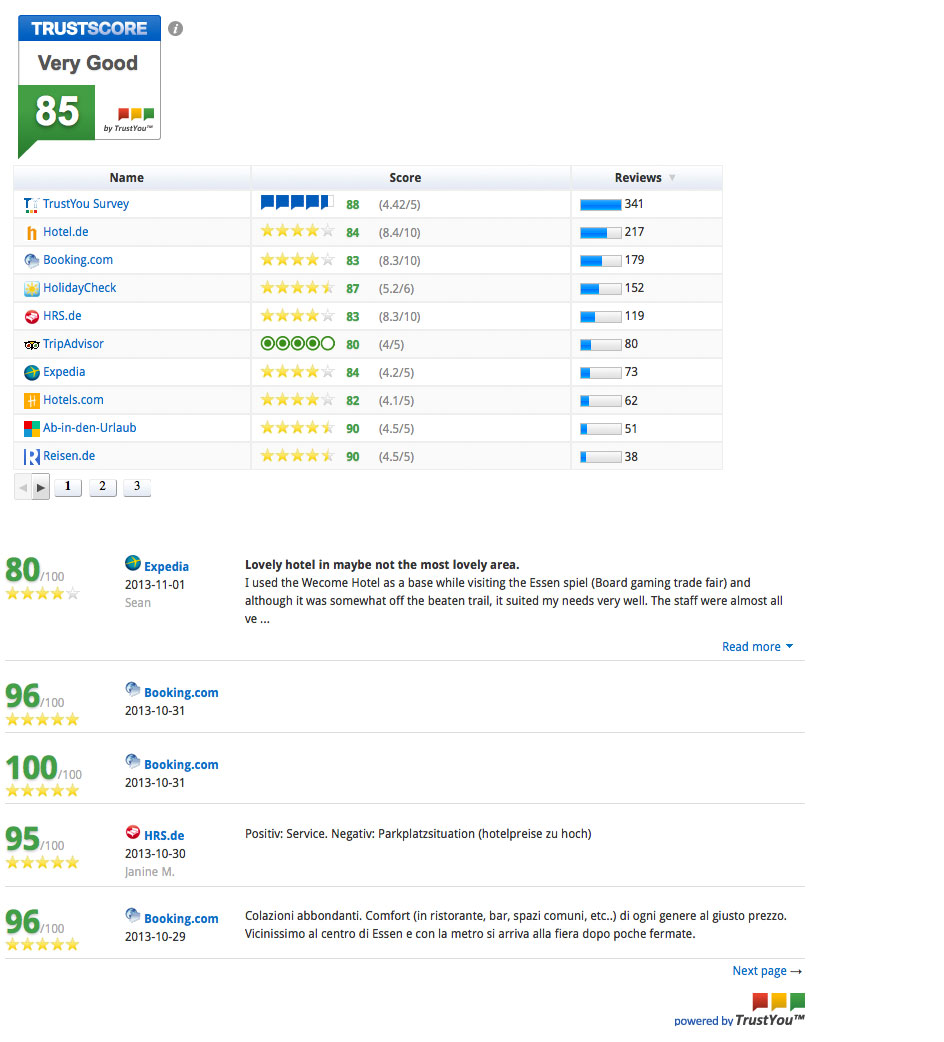 TRUSTSCORE
i
Very Good
85
by TrustYou™
Name Score Reviews
TrustYou Survey 88 (4.42/5) 341
Hotel.de 84 (8.4/10) 217
Booking.com 83 (8.3/10) 179
HolidayCheck 87 (5.2/6) 152
HRS.de 83 (8.3/10) 119
TripAdvisor 80 (4/5) 80
Expedia 84 (4.2/5) 73
Hotels.com 82 (4.1/5) 62
Ab-in-den-Urlaub 90 (4.5/5) 51
Reisen.de 90 (4.5/5) 38
1 2 3
80/100
Expedia
2013-11-01
Sean
Lovely hotel in maybe not the most lovely area.
I used the Wecome Hotel as a base while visiting the Essen spiel (Board gaming trade fair) and
although it was somewhat off the beaten trail, it suited my needs very well. The staff were almost all
ve ...
Read more
96/100
Booking.com
2013-10-31
100/100
Booking.com
2013-10-31
95/100
HRS.de
2013-10-30
Janine M.
Positiv: Service. Negativ: Parkplatzsituation (hotelpreise zu hoch)
96/100
Booking.com
2013-10-29
Colazioni abbondanti. Comfort (in ristorante, bar, spazi comuni, etc..) di ogni genere al giusto prezzo.
Vicinissimo al centro di Essen e con la metro si arriva alla fiera dopo poche fermate.
Next page →
powered by TrustYou™